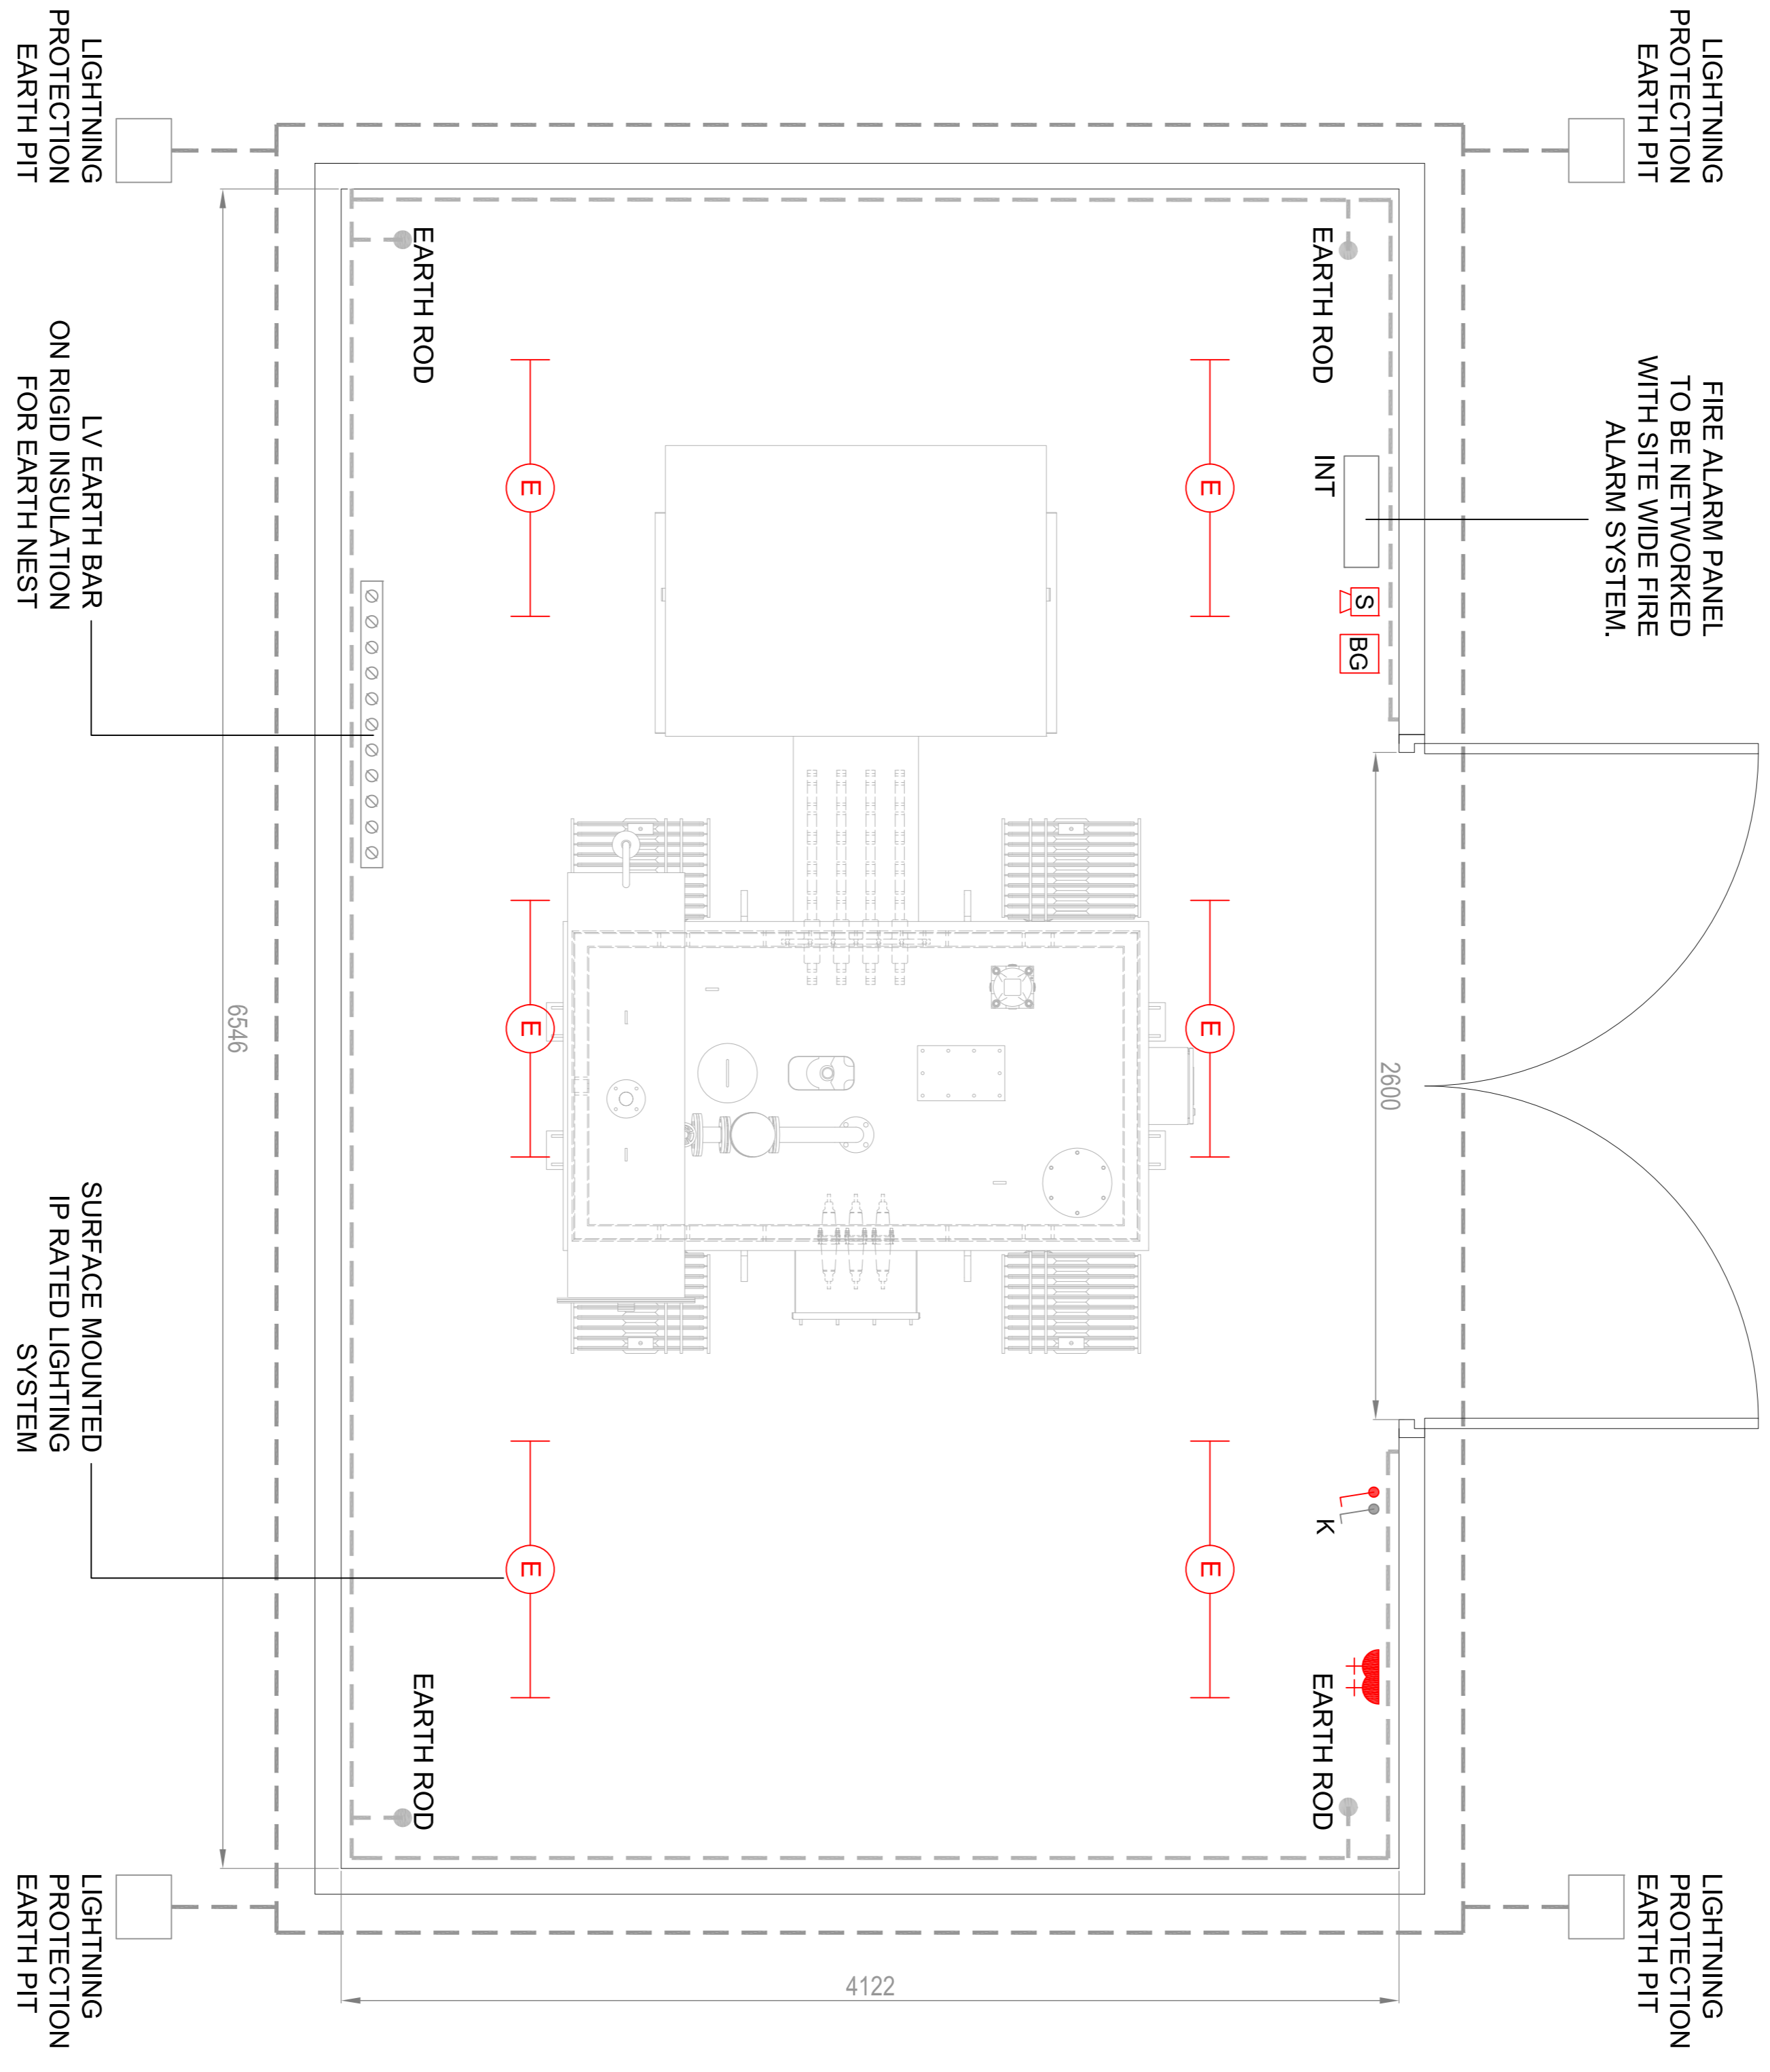 LIGHTNING
PROTECTION
EARTH PIT
FIRE ALARM PANEL
TO BE NETWORKED
WITH SITE WIDE FIRE
ALARM SYSTEM.
LIGHTNING
PROTECTION
EARTH PIT
2600
S
BG
INT
K
EARTH ROD
EARTH ROD
E
E
E
4122
E
E
E
EARTH ROD
EARTH ROD
6546
LIGHTNING
PROTECTION
EARTH PIT
LV EARTH BAR
ON RIGID INSULATION
FOR EARTH NEST
SURFACE MOUNTED
IP RATED LIGHTING
SYSTEM
LIGHTNING
PROTECTION
EARTH PIT